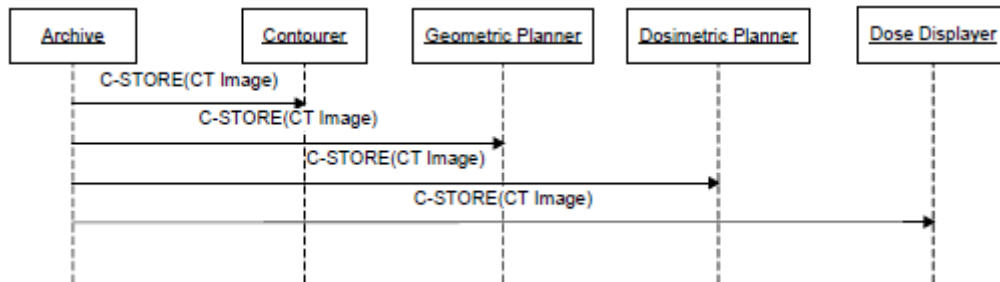 Archive
Contourer
Geometric Planner
Dosimetric Planner
Dose Displayer
C-STORE(CT Image)
C-STORE(CT Image)
C-STORE(CT Image)
C-STORE(CT Image)